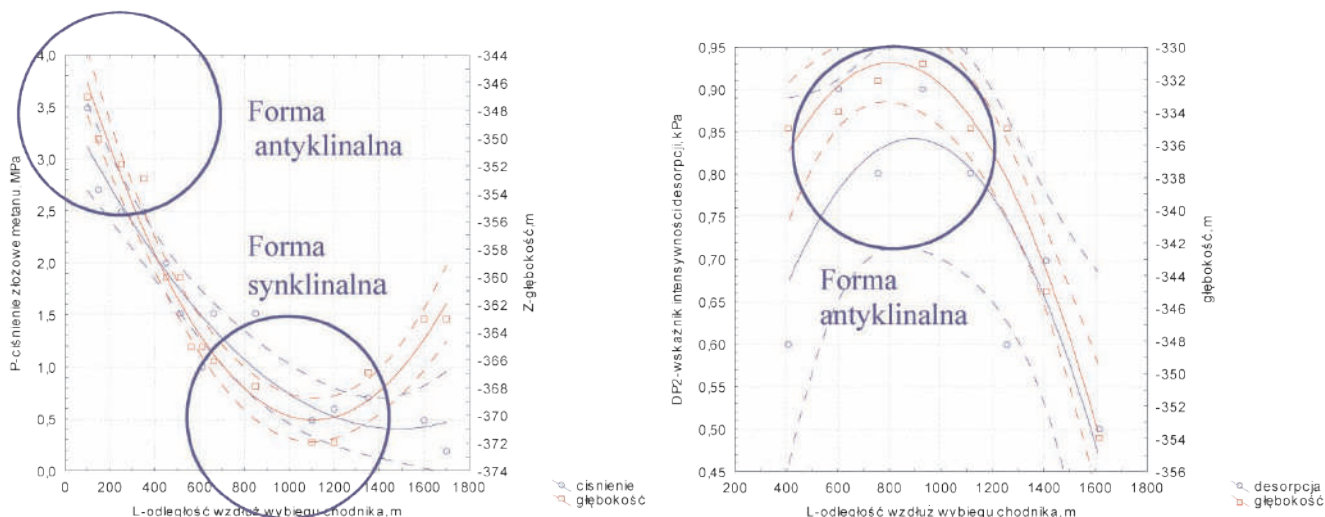 P-ciśnienie złożowe metanu. MPa
4,0
3,5
3,0
2,5
2,0
1,5
1,0
0,5
0,0
0 200 400 600 800 1000 1200 1400 1600 1800
L-odległość wzdłuż wybiegu chodnika, m
-344
-346
-348
-350
-352
-354
-356
-358
-360
-362
-364
-366
-368
-370
-372
-374
Z-głębokość, m
Forma
antyklinalna
Forma
synklinalna
ciśnienie
głębokość
DP2-wskaźnik intensywności desorpcji, kPa
0,95
0,90
0,85
0,80
0,75
0,70
0,65
0,60
0,55
0,50
0,45
200 400 600 800 1000 1200 1400 1600 1800
L-odległość wzdłuż wybiegu chodnika, m
-330
-332
-334
-336
-338
-340
-342
-344
-346
-348
-350
-352
-354
-356
głębokość, m
Forma
antyklinalna
desorpcja
głębokość